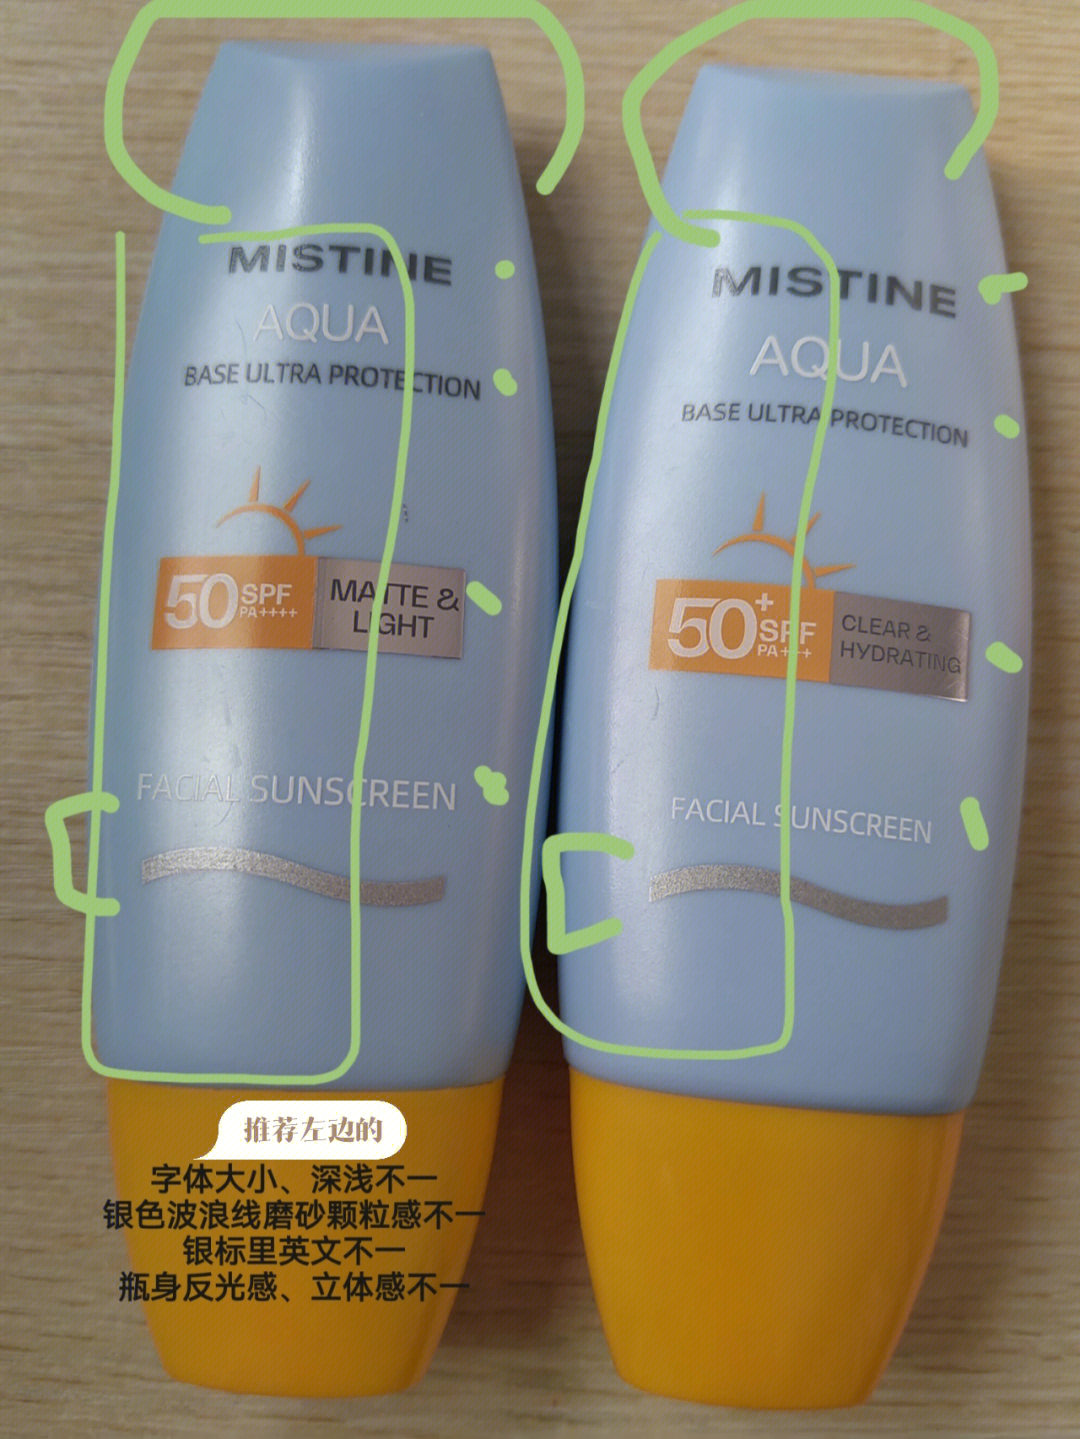 MISTINE
AQUA
BASE ULTRA PROTECTION
50 SPF
PA++++
MATTE &
LIGHT
FACIAL SUNSCREEN
MISTINE
AQUA
BASE ULTRA PROTECTION
50+ SPF
PA+++
CLEAR &
HYDRATING
FACIAL SUNSCREEN
推荐左边的
字体大小、深浅不一
银色波浪线磨砂颗粒感不一
银标里英文不一
瓶身反光感、立体感不一